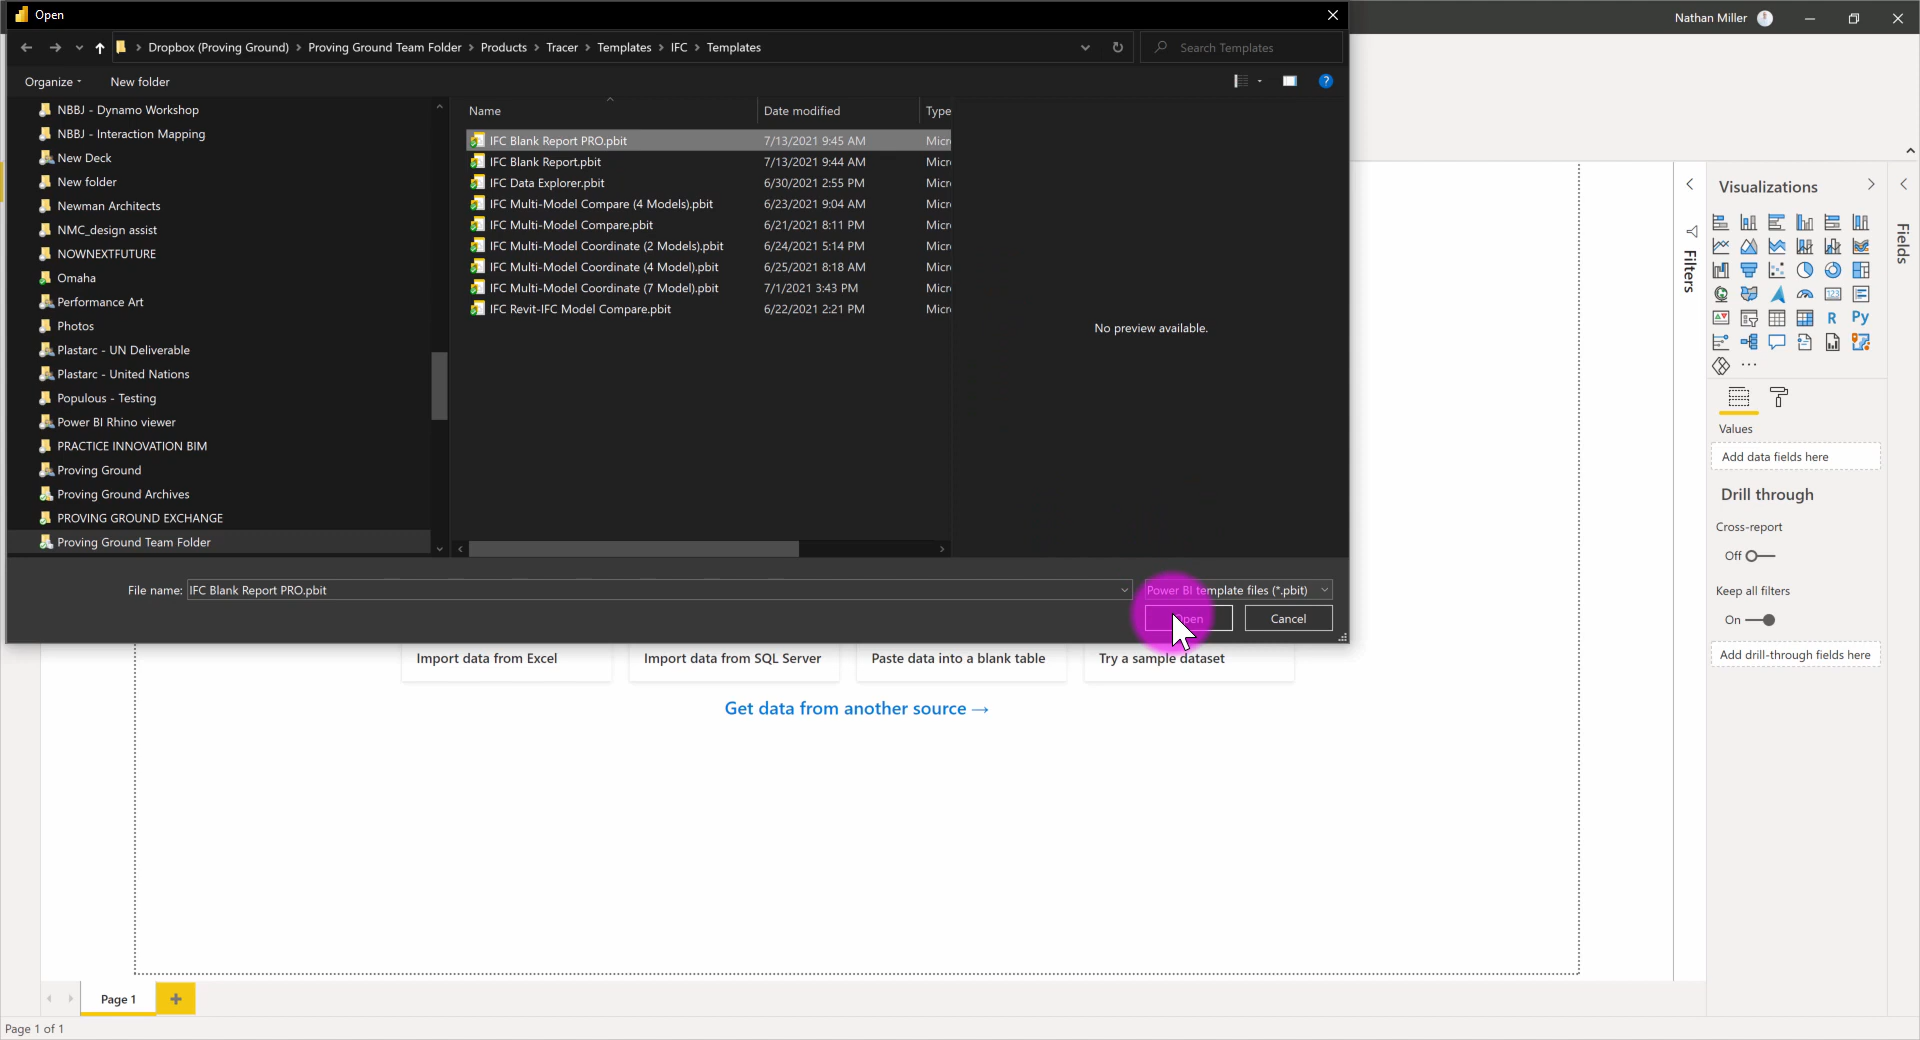 Open
Nathan Miller
Dropbox (Proving Ground) > Proving Ground Team Folder > Products > Tracer > Templates > IFC > Templates
Search Templates
Organize
New folder
NBBJ - Dynamo Workshop
NBBJ - Interaction Mapping
New Deck
New folder
Newman Architects
NMC_design assist
NOWNEXTFUTURE
Omaha
Performance Art
Photos
Plastarc - UN Deliverable
Plastarc - United Nations
Populous - Testing
Power BI Rhino viewer
PRACTICE INNOVATION BIM
Proving Ground
Proving Ground Archives
PROVING GROUND EXCHANGE
Proving Ground Team Folder
Name Date modified Type
IFC Blank Report PRO.pbit 7/13/2021 9:45 AM Micr
IFC Blank Report.pbit 7/13/2021 9:44 AM Micr
IFC Data Explorer.pbit 6/30/2021 2:55 PM Micr
IFC Multi-Model Compare (4 Models).pbit 6/23/2021 9:04 AM Micr
IFC Multi-Model Compare.pbit 6/21/2021 8:11 PM Micr
IFC Multi-Model Coordinate (2 Models).pbit 6/24/2021 5:14 PM Micr
IFC Multi-Model Coordinate (4 Model).pbit 6/25/2021 8:18 AM Micr
IFC Multi-Model Coordinate (7 Model).pbit 7/1/2021 3:43 PM Micr
IFC Revit-IFC Model Compare.pbit 6/22/2021 2:21 PM Micr
No preview available.
File name: IFC Blank Report PRO.pbit
Power BI template files (*.pbit)
Open
Cancel
Import data from Excel
Import data from SQL Server
Paste data into a blank table
Try a sample dataset
Get data from another source →
Filters
Visualizations
R
Py
123
Values
Add data fields here
Drill through
Cross-report
Off
Keep all filters
On
Add drill-through fields here
Fields
Page 1
+
Page 1 of 1